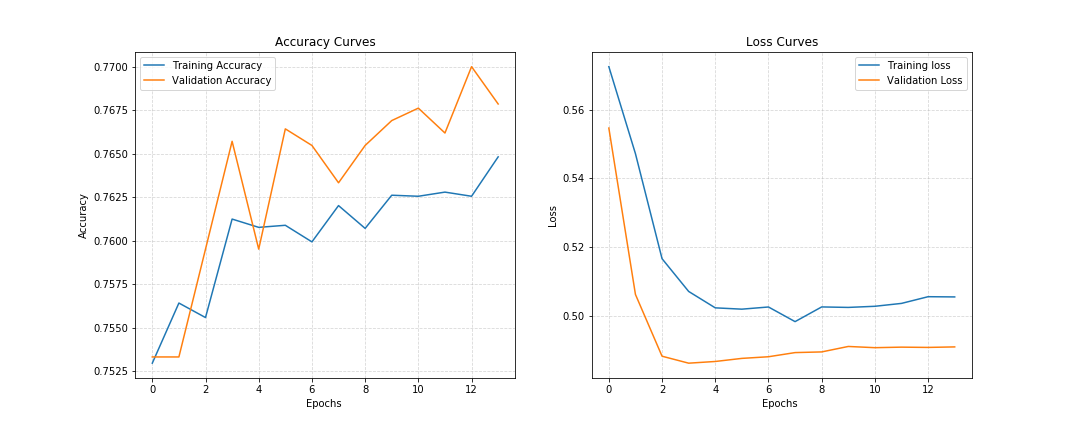 Accuracy Curves
Training Accuracy
Validation Accuracy
0.7700
0.7675
0.7650
0.7625
0.7600
0.7575
0.7550
0.7525
Accuracy
0 2 4 6 8 10 12
Epochs
Loss Curves
Training loss
Validation Loss
0.56
0.54
0.52
0.50
Loss
0 2 4 6 8 10 12
Epochs